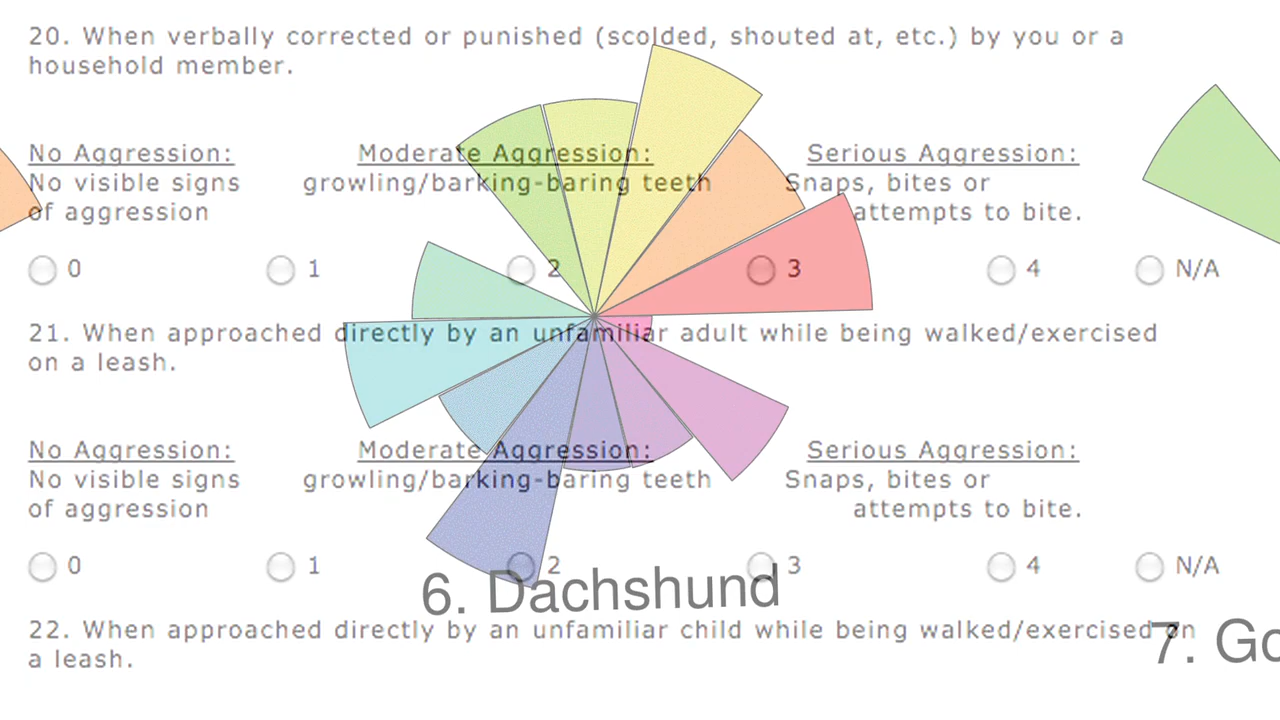 20. When verbally corrected or punished (scolded, shouted at, etc.) by you or a
household member.
No Aggression: Moderate Aggression: Serious Aggression:
No visible signs growling/barking-baring teeth Snaps, bites or
of aggression attempts to bite.
0 1 2 3 4 N/A
21. When approached directly by an unfamiliar adult while being walked/exercised
on a leash.
No Aggression: Moderate Aggression: Serious Aggression:
No visible signs growling/barking-baring teeth Snaps, bites or
of aggression attempts to bite.
0 1 2 3 4 N/A
6. Dachshund
22. When approached directly by an unfamiliar child while being walked/exercised on
a leash.
7. Go